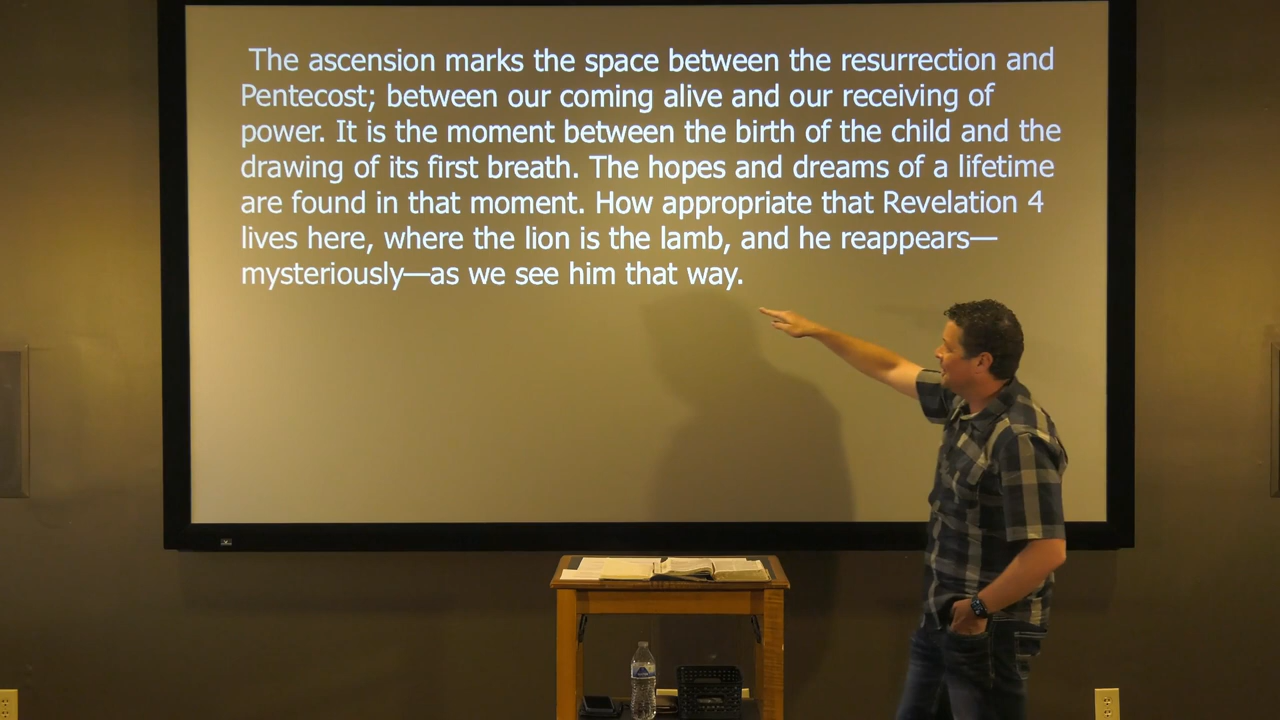 The ascension marks the space between the resurrection and
Pentecost; between our coming alive and our receiving of
power. It is the moment between the birth of the child and the
drawing of its first breath. The hopes and dreams of a lifetime
are found in that moment. How appropriate that Revelation 4
lives here, where the lion is the lamb, and he reappears—
mysteriously—as we see him that way.